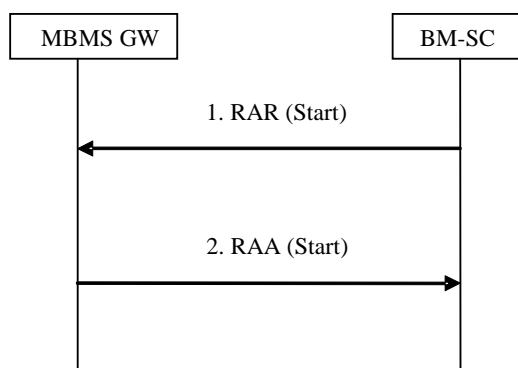 MBMS GW
BM-SC
1. RAR (Start)
2. RAA (Start)